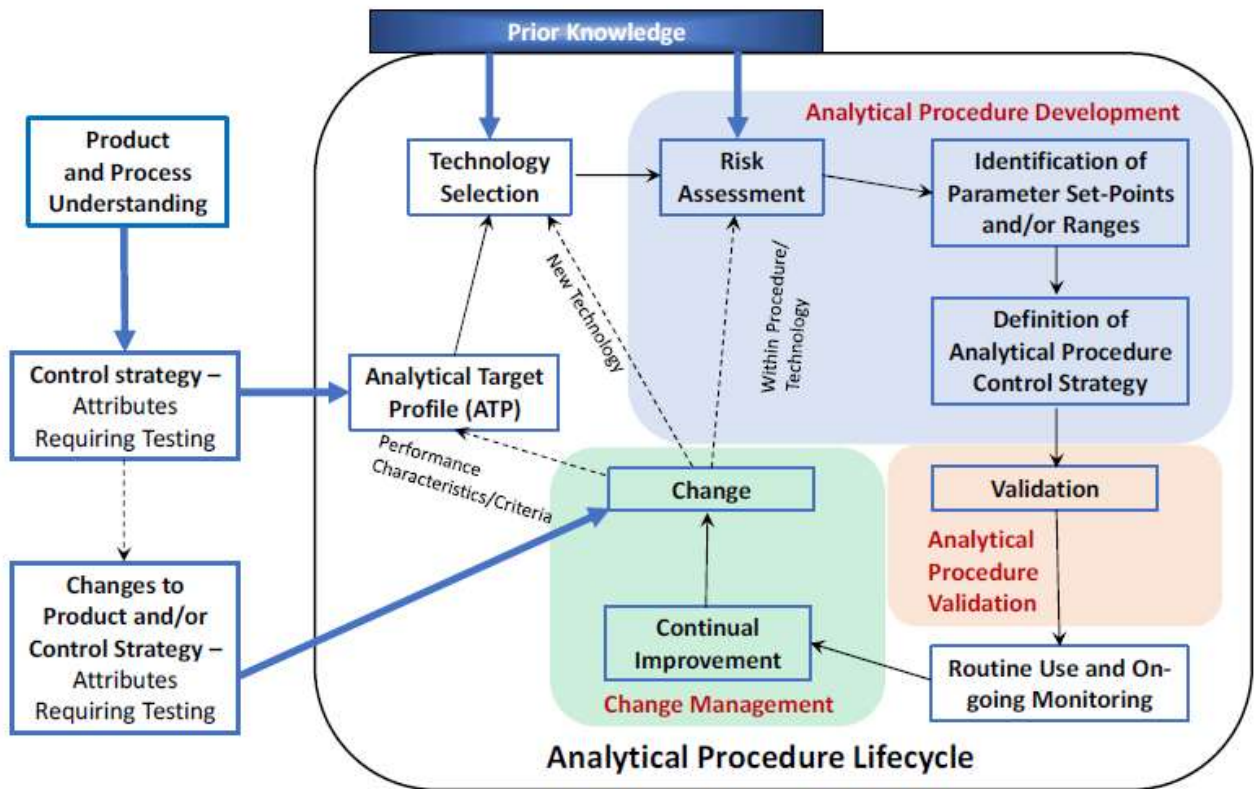 Prior Knowledge
Analytical Procedure Development
Product
and Process
Understanding
Technology
Selection
Risk
Assessment
Identification of
Parameter Set-Points
and/or Ranges
New Technology
Within Procedure/
Technology
Definition of
Analytical Procedure
Control Strategy
Control strategy –
Attributes
Requiring Testing
Analytical Target
Profile (ATP)
Performance
Characteristics/Criteria
Change
Validation
Analytical
Procedure
Validation
Changes to
Product and/or
Control Strategy –
Attributes
Requiring Testing
Continual
Improvement
Change Management
Routine Use and On-
going Monitoring
Analytical Procedure Lifecycle